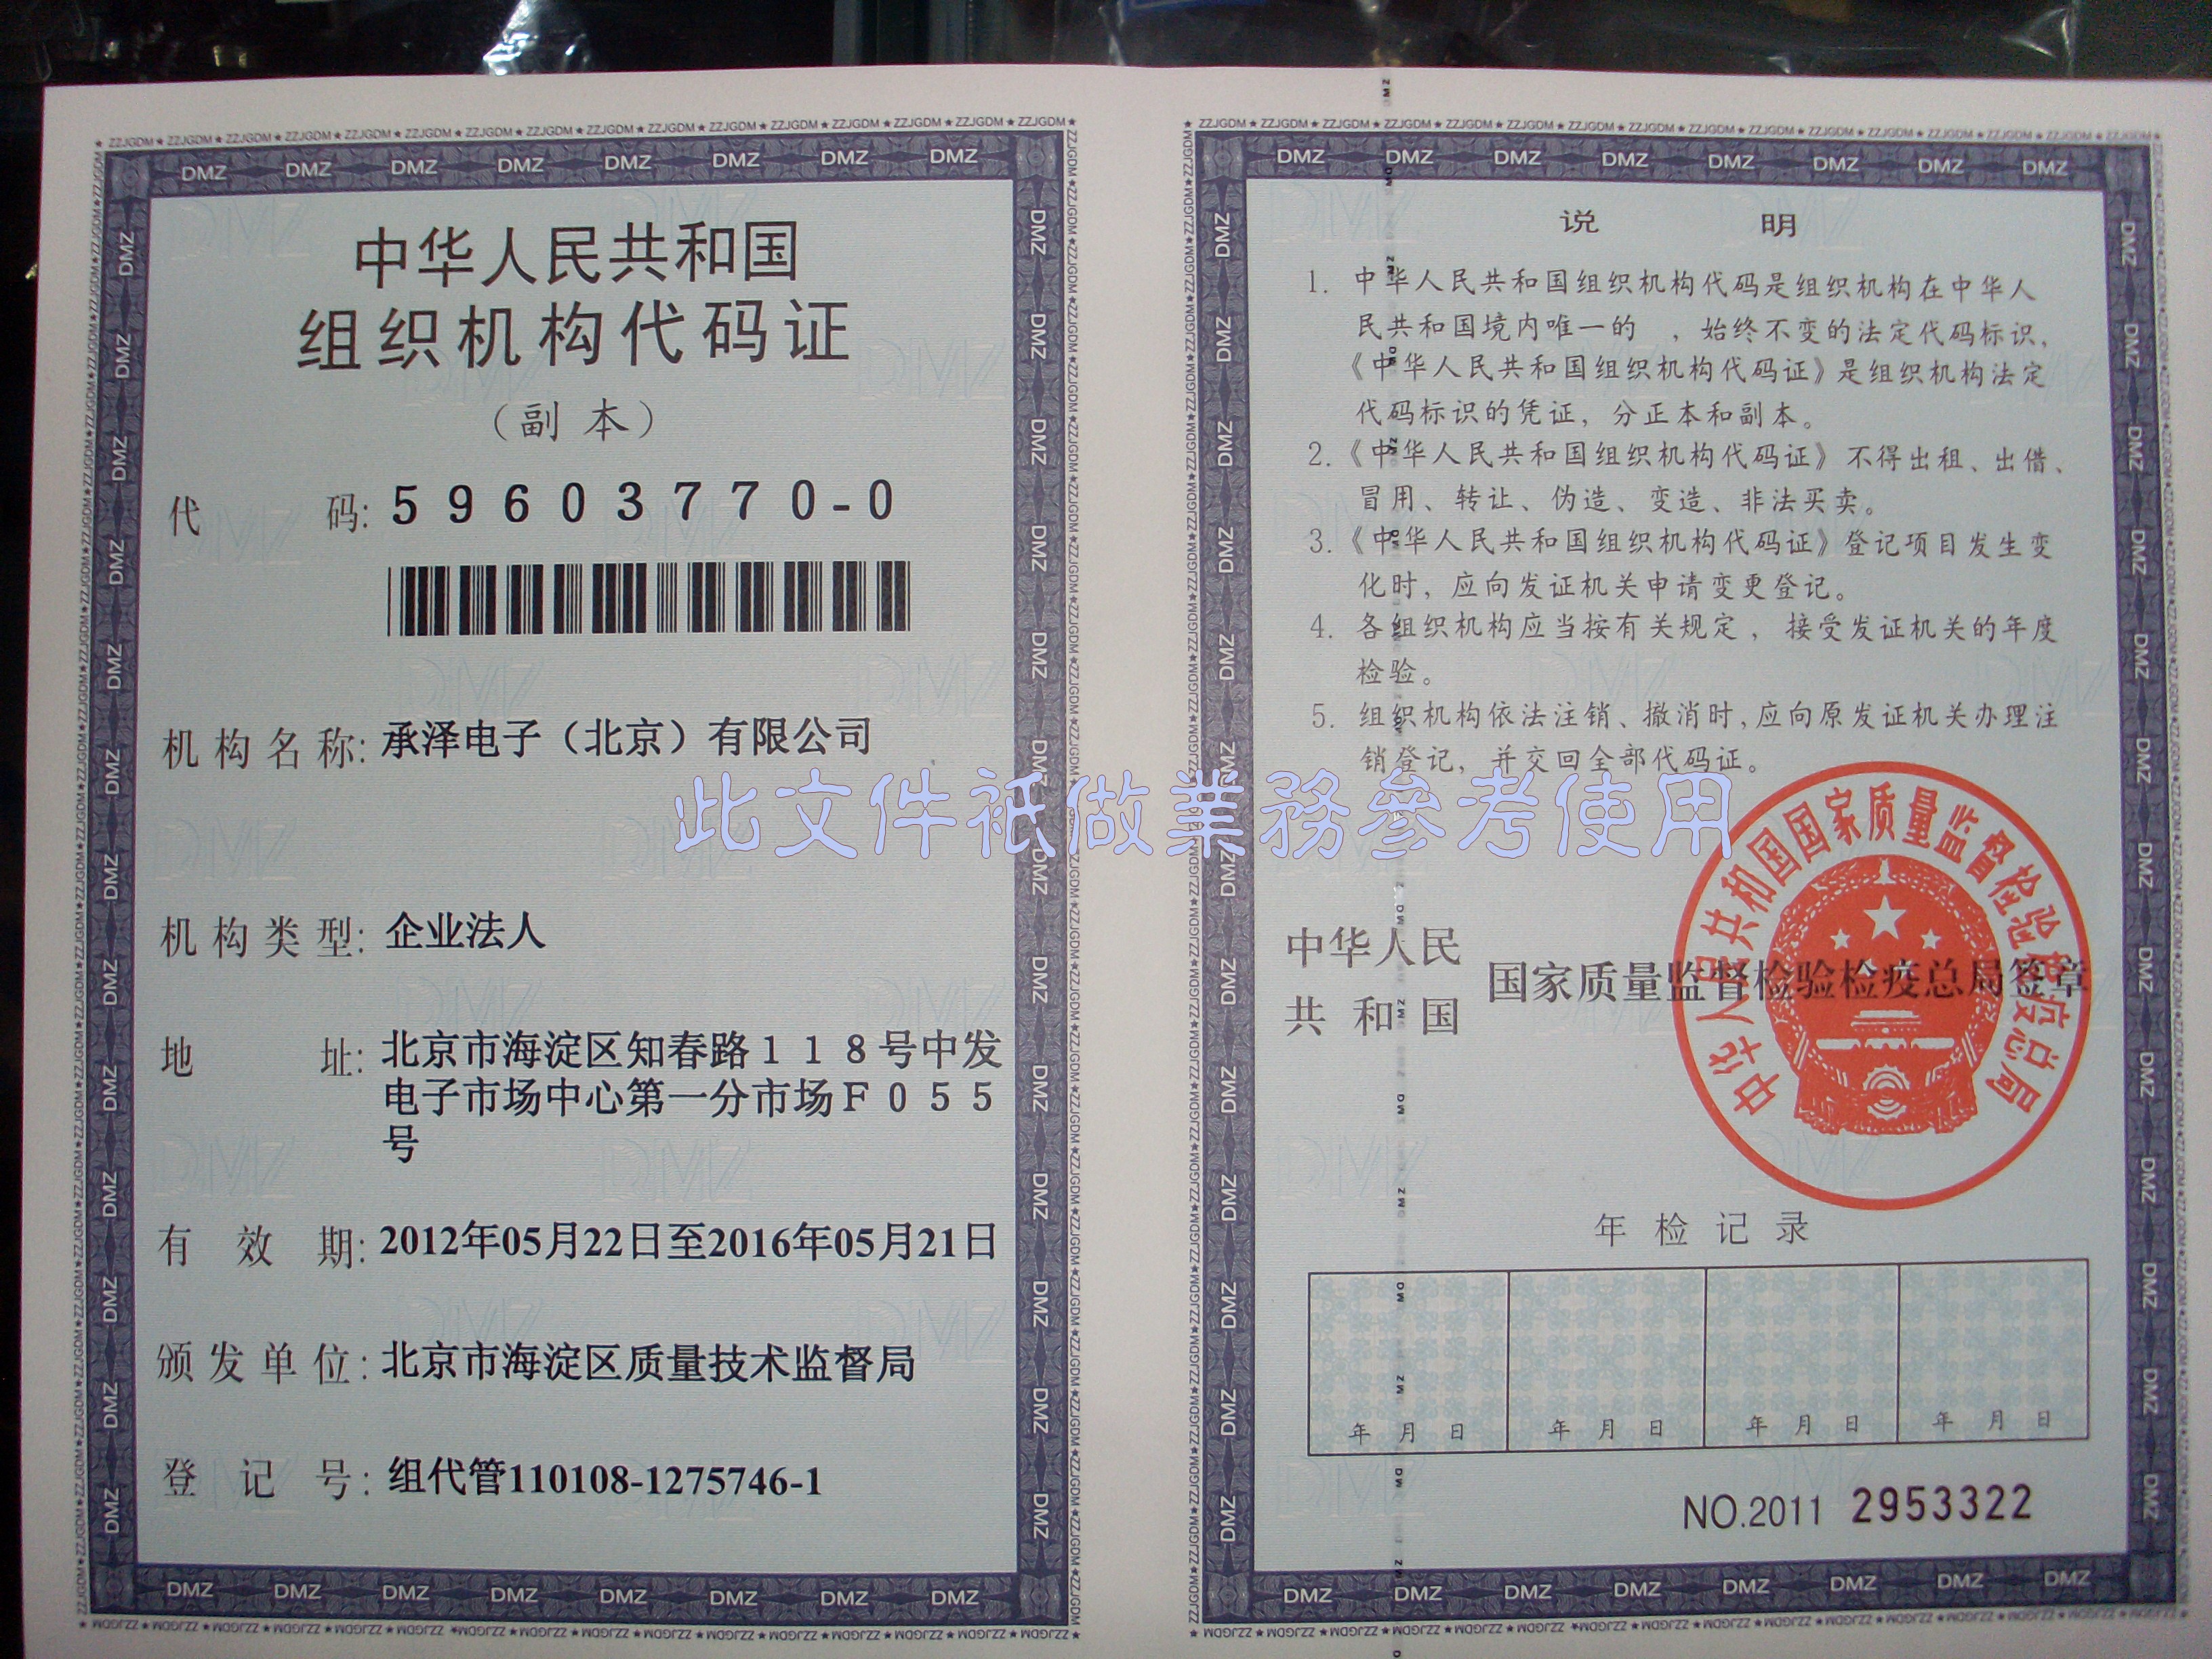 中华人民共和国
组织机构代码证
（副 本）
代 码: 59603770-0
机构名称: 承泽电子（北京）有限公司
机构类型: 企业法人
地 址: 北京市海淀区知春路１１８号中发
电子市场中心第一分市场Ｆ０５５
号
有 效 期: 2012年05月22日至2016年05月21日
颁发单位: 北京市海淀区质量技术监督局
登 记 号: 组代管110108-1275746-1
说 明
1. 中华人民共和国组织机构代码是组织机构在中华人
民共和国境内唯一的 ，始终不变的法定代码标识，
《中华人民共和国组织机构代码证》是组织机构法定
代码标识的凭证，分正本和副本。
2.《中华人民共和国组织机构代码证》不得出租、出借、
冒用、转让、伪造、变造、非法买卖。
3.《中华人民共和国组织机构代码证》登记项目发生变
化时，应向发证机关申请变更登记。
4. 各组织机构应当按有关规定，接受发证机关的年度
检验。
5. 组织机构依法注销、撤消时，应向原发证机关办理注
销登记，并交回全部代码证。
此文件衹做業務參考使用
中华人民
共和国
国家质量监督检验检疫总局签章
中华人民共和国国家质量监督检验检疫总局
年检记录
年 月 日 年 月 日 年 月 日 年 月 日
NO.2011 2953322